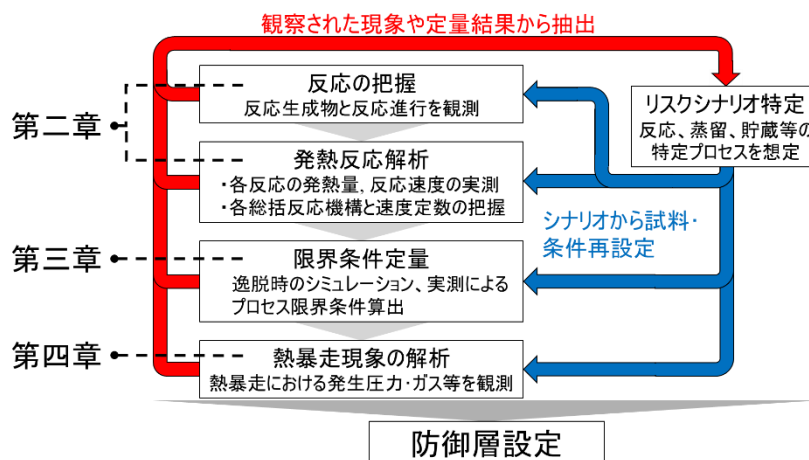 観察された現象や定量結果から抽出
反応の把握
反応生成物と反応進行を観測
リスクシナリオ特定
反応、蒸留、貯蔵等の
特定プロセスを想定
第二章
発熱反応解析
・各反応の発熱量, 反応速度の実測
・各総括反応機構と速度定数の把握
シナリオから試料・
条件再設定
第三章
限界条件定量
逸脱時のシミュレーション、実測による
プロセス限界条件算出
第四章
熱暴走現象の解析
熱暴走における発生圧力・ガス等を観測
防御層設定